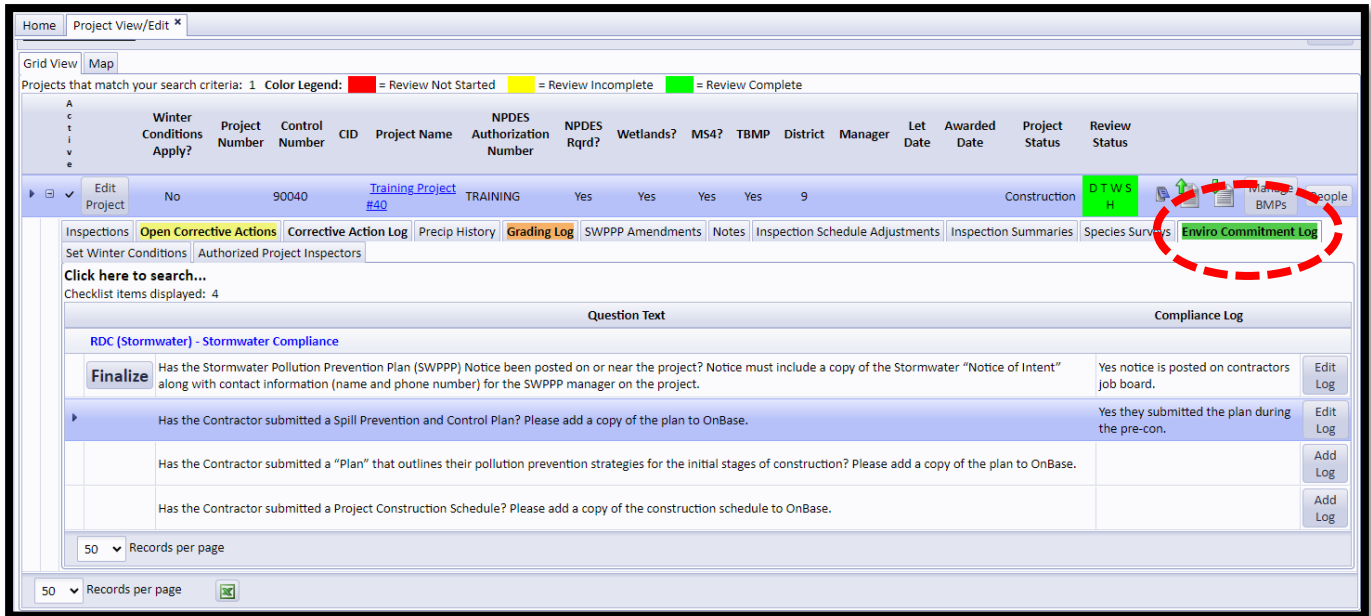 Home Project View/Edit ×
Grid View Map
Projects that match your search criteria: 1 Color Legend: = Review Not Started = Review Incomplete = Review Complete
Active
Winter Conditions Apply?
Project Number
Control Number
CID
Project Name
NPDES Authorization Number
NPDES Rqrd?
Wetlands?
MS4?
TBMP
District
Manager
Let Date
Awarded Date
Project Status
Review Status
Edit Project
No
90040
Training Project #40
TRAINING
Yes
Yes
Yes
Yes
9
Construction
D T W S H
Manage BMPs
People
Inspections Open Corrective Actions Corrective Action Log Precip History Grading Log SWPPP Amendments Notes Inspection Schedule Adjustments Inspection Summaries Species Surveys Enviro Commitment Log
Set Winter Conditions Authorized Project Inspectors
Click here to search...
Checklist items displayed: 4
Question Text Compliance Log
RDC (Stormwater) - Stormwater Compliance
Finalize
Has the Stormwater Pollution Prevention Plan (SWPPP) Notice been posted on or near the project? Notice must include a copy of the Stormwater “Notice of Intent”
along with contact information (name and phone number) for the SWPPP manager on the project.
Yes notice is posted on contractors
job board.
Edit
Log
Has the Contractor submitted a Spill Prevention and Control Plan? Please add a copy of the plan to OnBase.
Yes they submitted the plan during
the pre-con.
Edit
Log
Has the Contractor submitted a “Plan” that outlines their pollution prevention strategies for the initial stages of construction? Please add a copy of the plan to OnBase.
Add
Log
Has the Contractor submitted a Project Construction Schedule? Please add a copy of the construction schedule to OnBase.
Add
Log
50 Records per page
50 Records per page